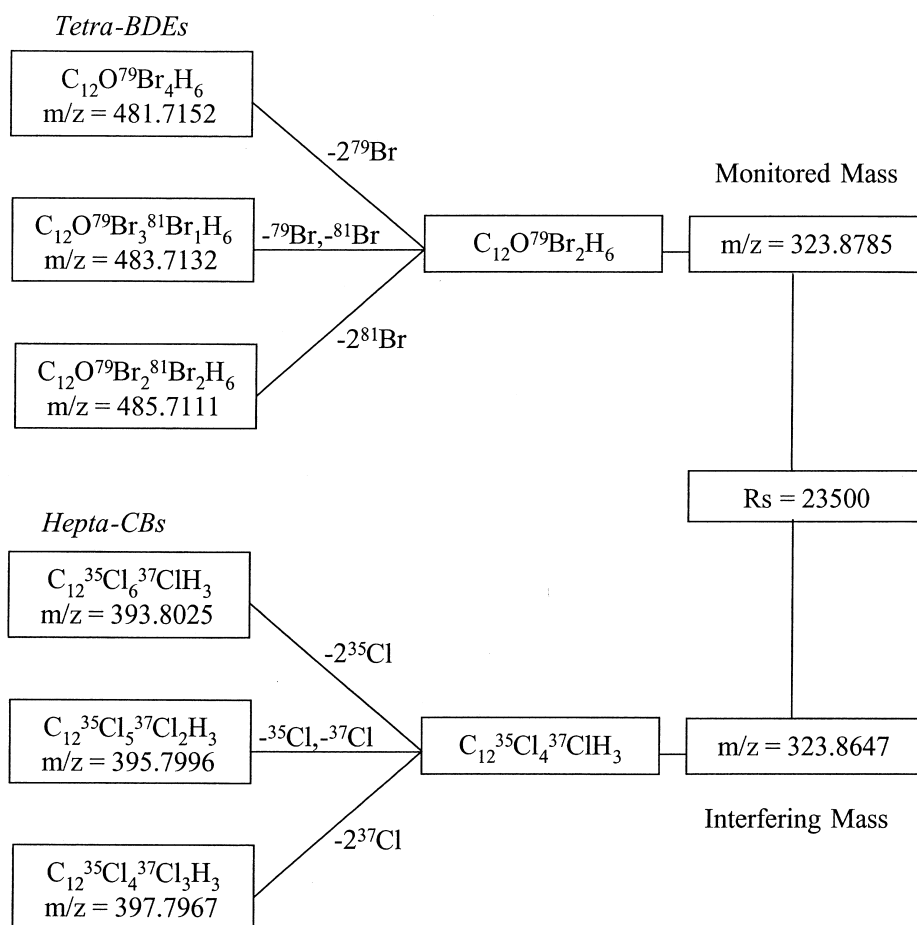 Tetra-BDEs
C₁₂O⁷⁹Br₄H₆
m/z = 481.7152
-2⁷⁹Br
Monitored Mass
C₁₂O⁷⁹Br₃⁸¹Br₁H₆
m/z = 483.7132
-⁷⁹Br,-⁸¹Br
C₁₂O⁷⁹Br₂H₆
m/z = 323.8785
-2⁸¹Br
C₁₂O⁷⁹Br₂⁸¹Br₂H₆
m/z = 485.7111
Rs = 23500
Hepta-CBs
C₁₂³⁵Cl₆³⁷ClH₃
m/z = 393.8025
-2³⁵Cl
C₁₂³⁵Cl₅³⁷Cl₂H₃
m/z = 395.7996
-³⁵Cl,-³⁷Cl
C₁₂³⁵Cl₄³⁷ClH₃
m/z = 323.8647
Interfering Mass
-2³⁷Cl
C₁₂³⁵Cl₄³⁷Cl₃H₃
m/z = 397.7967